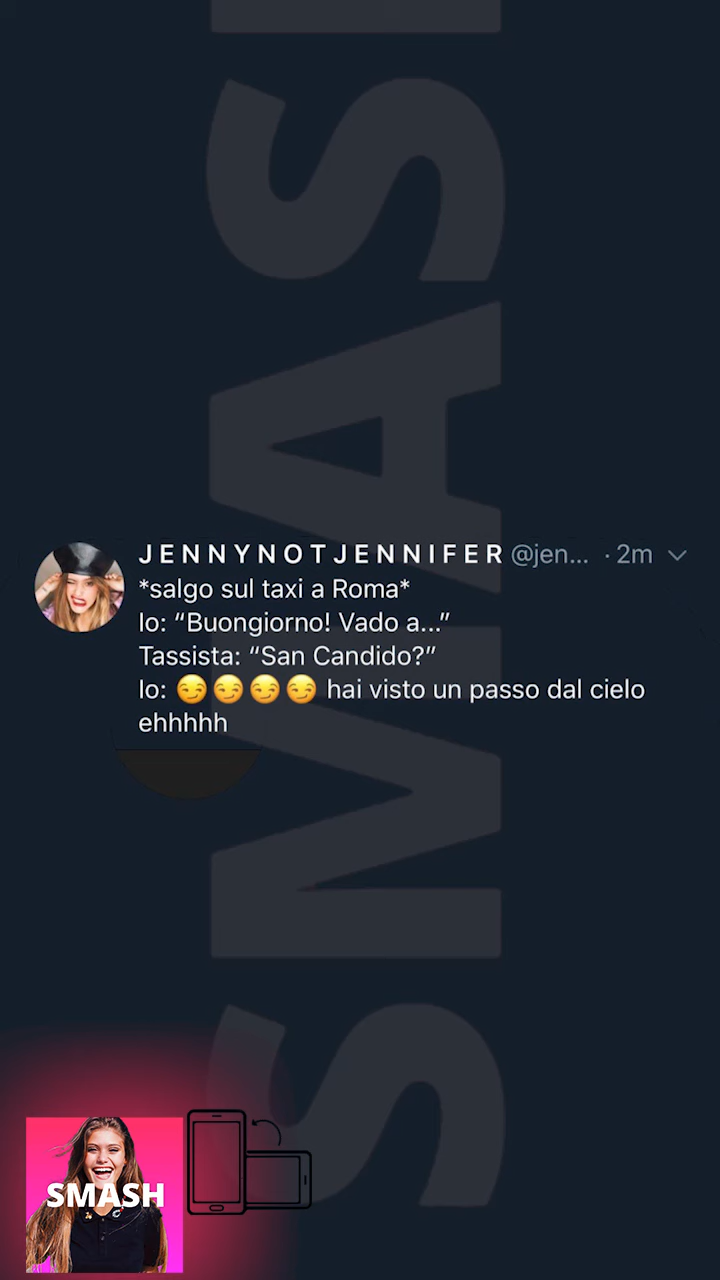 SMASH
J E N N Y N O T J E N N I F E R @jen... · 2m
*salgo sul taxi a Roma*
Io: “Buongiorno! Vado a...”
Tassista: “San Candido?”
Io: 😏😏😏😏 hai visto un passo dal cielo
ehhhhh
SMASH